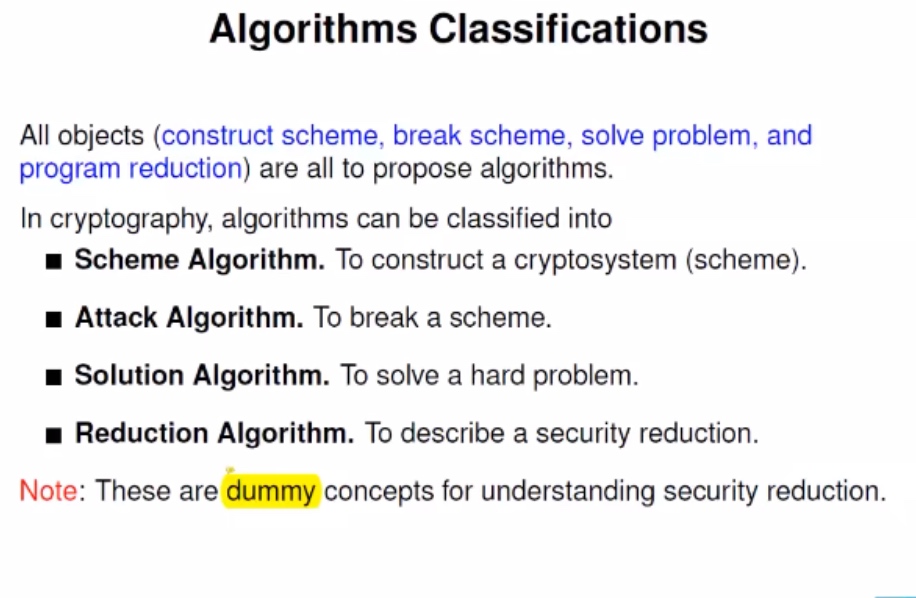 Algorithms Classifications
All objects (construct scheme, break scheme, solve problem, and
program reduction) are all to propose algorithms.
In cryptography, algorithms can be classified into
■ Scheme Algorithm. To construct a cryptosystem (scheme).
■ Attack Algorithm. To break a scheme.
■ Solution Algorithm. To solve a hard problem.
■ Reduction Algorithm. To describe a security reduction.
Note: These are dummy concepts for understanding security reduction.